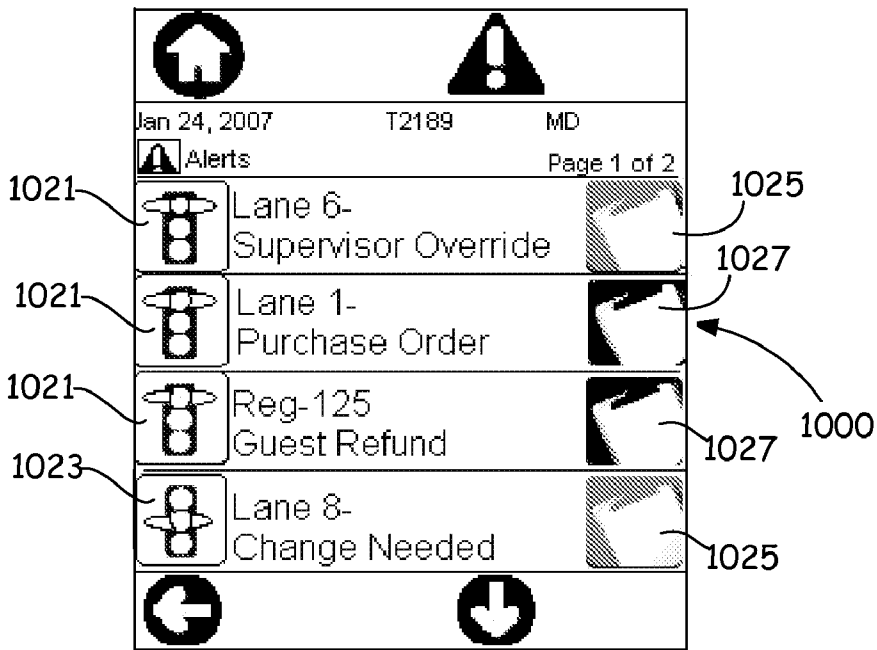 Jan 24, 2007 T2189 MD
Alerts Page 1 of 2
1021 Lane 6- 1025
Supervisor Override
1027
1021 Lane 1-
Purchase Order
1021 Reg-125 1000
Guest Refund 1027
1023 Lane 8-
Change Needed 1025